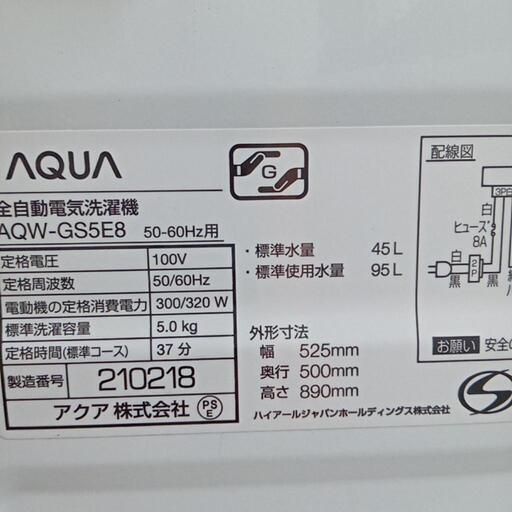 AQUA
G
全自動電気洗濯機
AQW-GS5E8 50-60Hz用
定格電圧 100V
定格周波数 50/60Hz
電動機の定格消費電力 300/320 W
標準洗濯容量 5.0 kg
定格時間(標準コース) 37 分
製造番号 210218
アクア 株式会社 PSE
・標準水量 45 L
・標準使用水量 95 L
外形寸法
幅 525mm
奥行 500mm
高さ 890mm
ハイアールジャパンホールディングス株式会社
配線図
3PE
白
ヒューズ
8A
白
2P
黒
黒
お願い 安全の